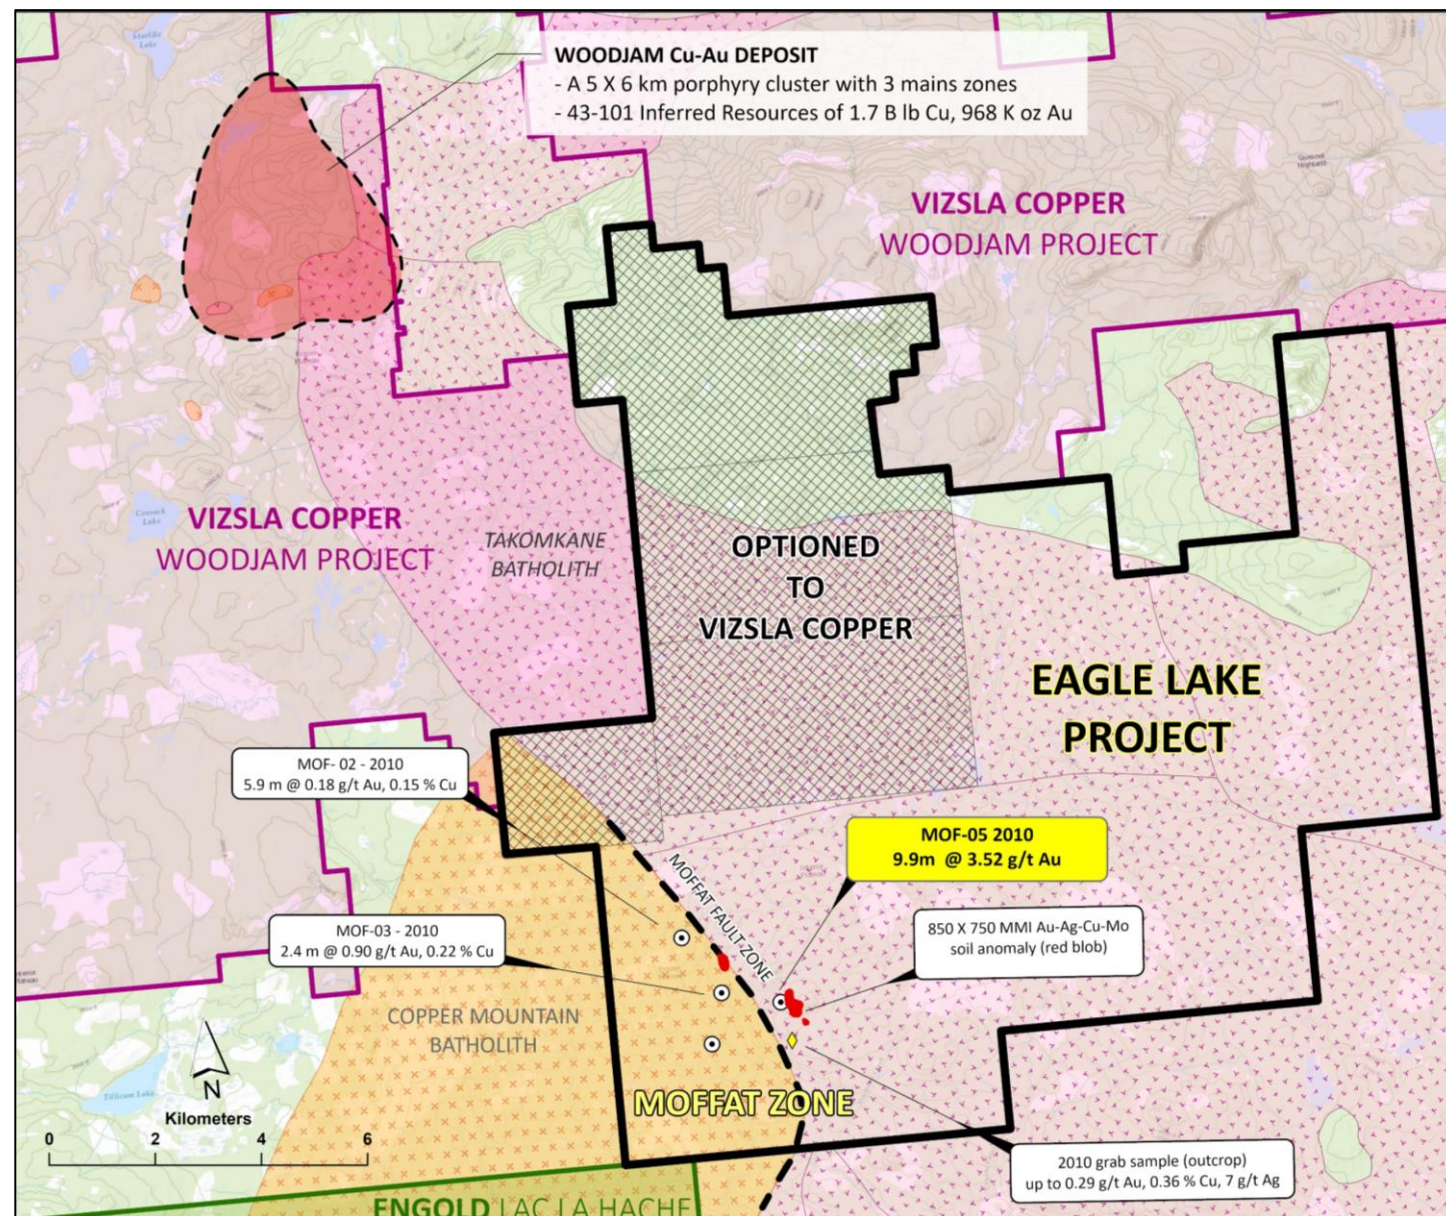 Starlike
Lake
WOODJAM Cu-Au DEPOSIT
- A 5 X 6 km porphyry cluster with 3 mains zones
- 43-101 Inferred Resources of 1.7 B lb Cu, 968 K oz Au
VIZSLA COPPER
WOODJAM PROJECT
VIZSLA COPPER
WOODJAM PROJECT
TAKOMKANE
BATHOLITH
OPTIONED
TO
VIZSLA COPPER
EAGLE LAKE
PROJECT
MOF- 02 - 2010
5.9 m @ 0.18 g/t Au, 0.15 % Cu
MOF-05 2010
9.9m @ 3.52 g/t Au
MOFFAT FAULT ZONE
MOF-03 - 2010
2.4 m @ 0.90 g/t Au, 0.22 % Cu
850 X 750 MMI Au-Ag-Cu-Mo
soil anomaly (red blob)
COPPER MOUNTAIN
BATHOLITH
MOFFAT ZONE
Tillicum Lake
N
Kilometers
0 2 4 6
2010 grab sample (outcrop)
up to 0.29 g/t Au, 0.36 % Cu, 7 g/t Ag
ENGOLD LAC LA HACHE